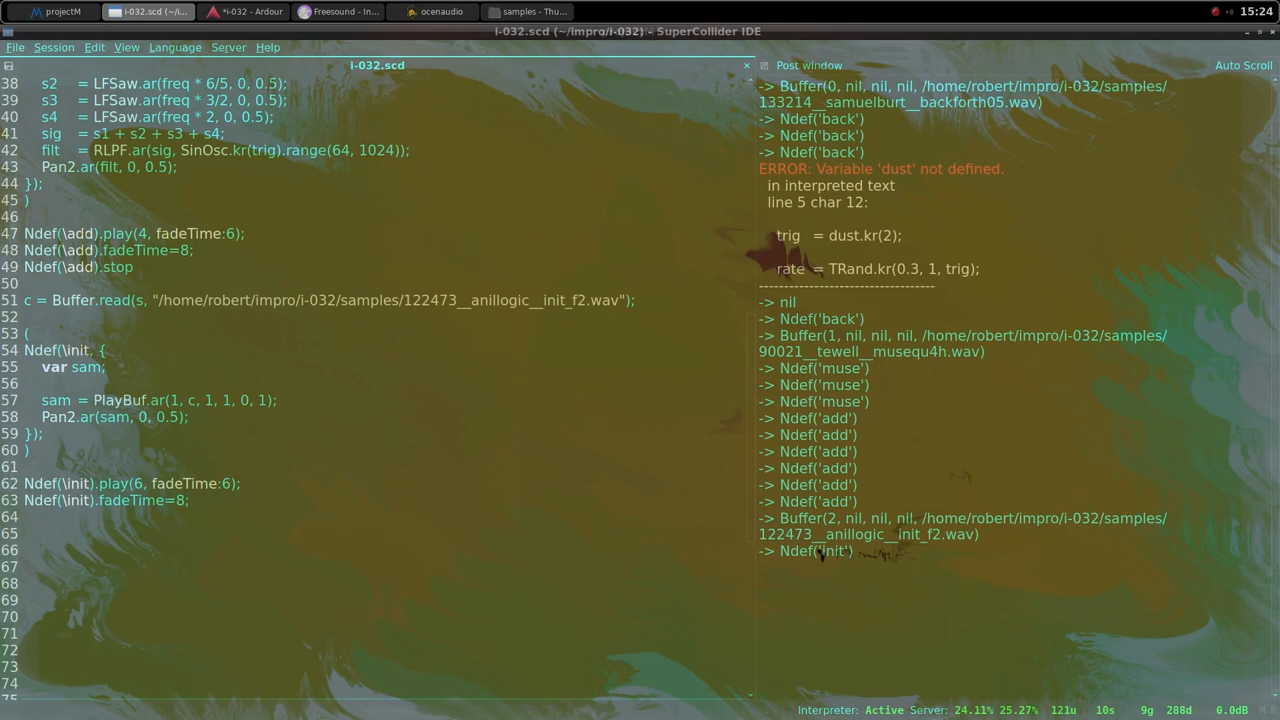 projectM
i-032.scd (~/i...
*i-032 - Ardour
Freesound - In...
ocenaudio
samples - Thu...
15:24
i-032.scd (~/impro/i-032) - SuperCollider IDE
File Session Edit View Language Server Help
i-032.scd
Post window
Auto Scroll
38 s2 = LFSaw.ar(freq * 6/5, 0, 0.5);
39 s3 = LFSaw.ar(freq * 3/2, 0, 0.5);
40 s4 = LFSaw.ar(freq * 2, 0, 0.5);
41 sig = s1 + s2 + s3 + s4;
42 filt = RLPF.ar(sig, SinOsc.kr(trig).range(64, 1024));
43 Pan2.ar(filt, 0, 0.5);
44 });
45 )
46
47 Ndef(\add).play(4, fadeTime:6);
48 Ndef(\add).fadeTime=8;
49 Ndef(\add).stop
50
51 c = Buffer.read(s, "/home/robert/impro/i-032/samples/122473__anillogic__init_f2.wav");
52
53 (
54 Ndef(\init, {
55 var sam;
56
57 sam = PlayBuf.ar(1, c, 1, 1, 0, 1);
58 Pan2.ar(sam, 0, 0.5);
59 });
60 )
61
62 Ndef(\init).play(6, fadeTime:6);
63 Ndef(\init).fadeTime=8;
64
65
66
67
68
69
70
71
72
73
74
75
-> Buffer(0, nil, nil, nil, /home/robert/impro/i-032/samples/
133214__samuelburt__backforth05.wav)
-> Ndef('back')
-> Ndef('back')
-> Ndef('back')
ERROR: Variable 'dust' not defined.
in interpreted text
line 5 char 12:
trig = dust.kr(2);
rate = TRand.kr(0.3, 1, trig);
-----------------------------------
-> nil
-> Ndef('back')
-> Buffer(1, nil, nil, nil, /home/robert/impro/i-032/samples/
90021__tewell__musequ4h.wav)
-> Ndef('muse')
-> Ndef('muse')
-> Ndef('muse')
-> Ndef('add')
-> Ndef('add')
-> Ndef('add')
-> Ndef('add')
-> Ndef('add')
-> Ndef('add')
-> Buffer(2, nil, nil, nil, /home/robert/impro/i-032/samples/
122473__anillogic__init_f2.wav)
-> Ndef('init')
Interpreter: Active Server: 24.11% 25.27% 121u 10s 9g 288d 0.0dB